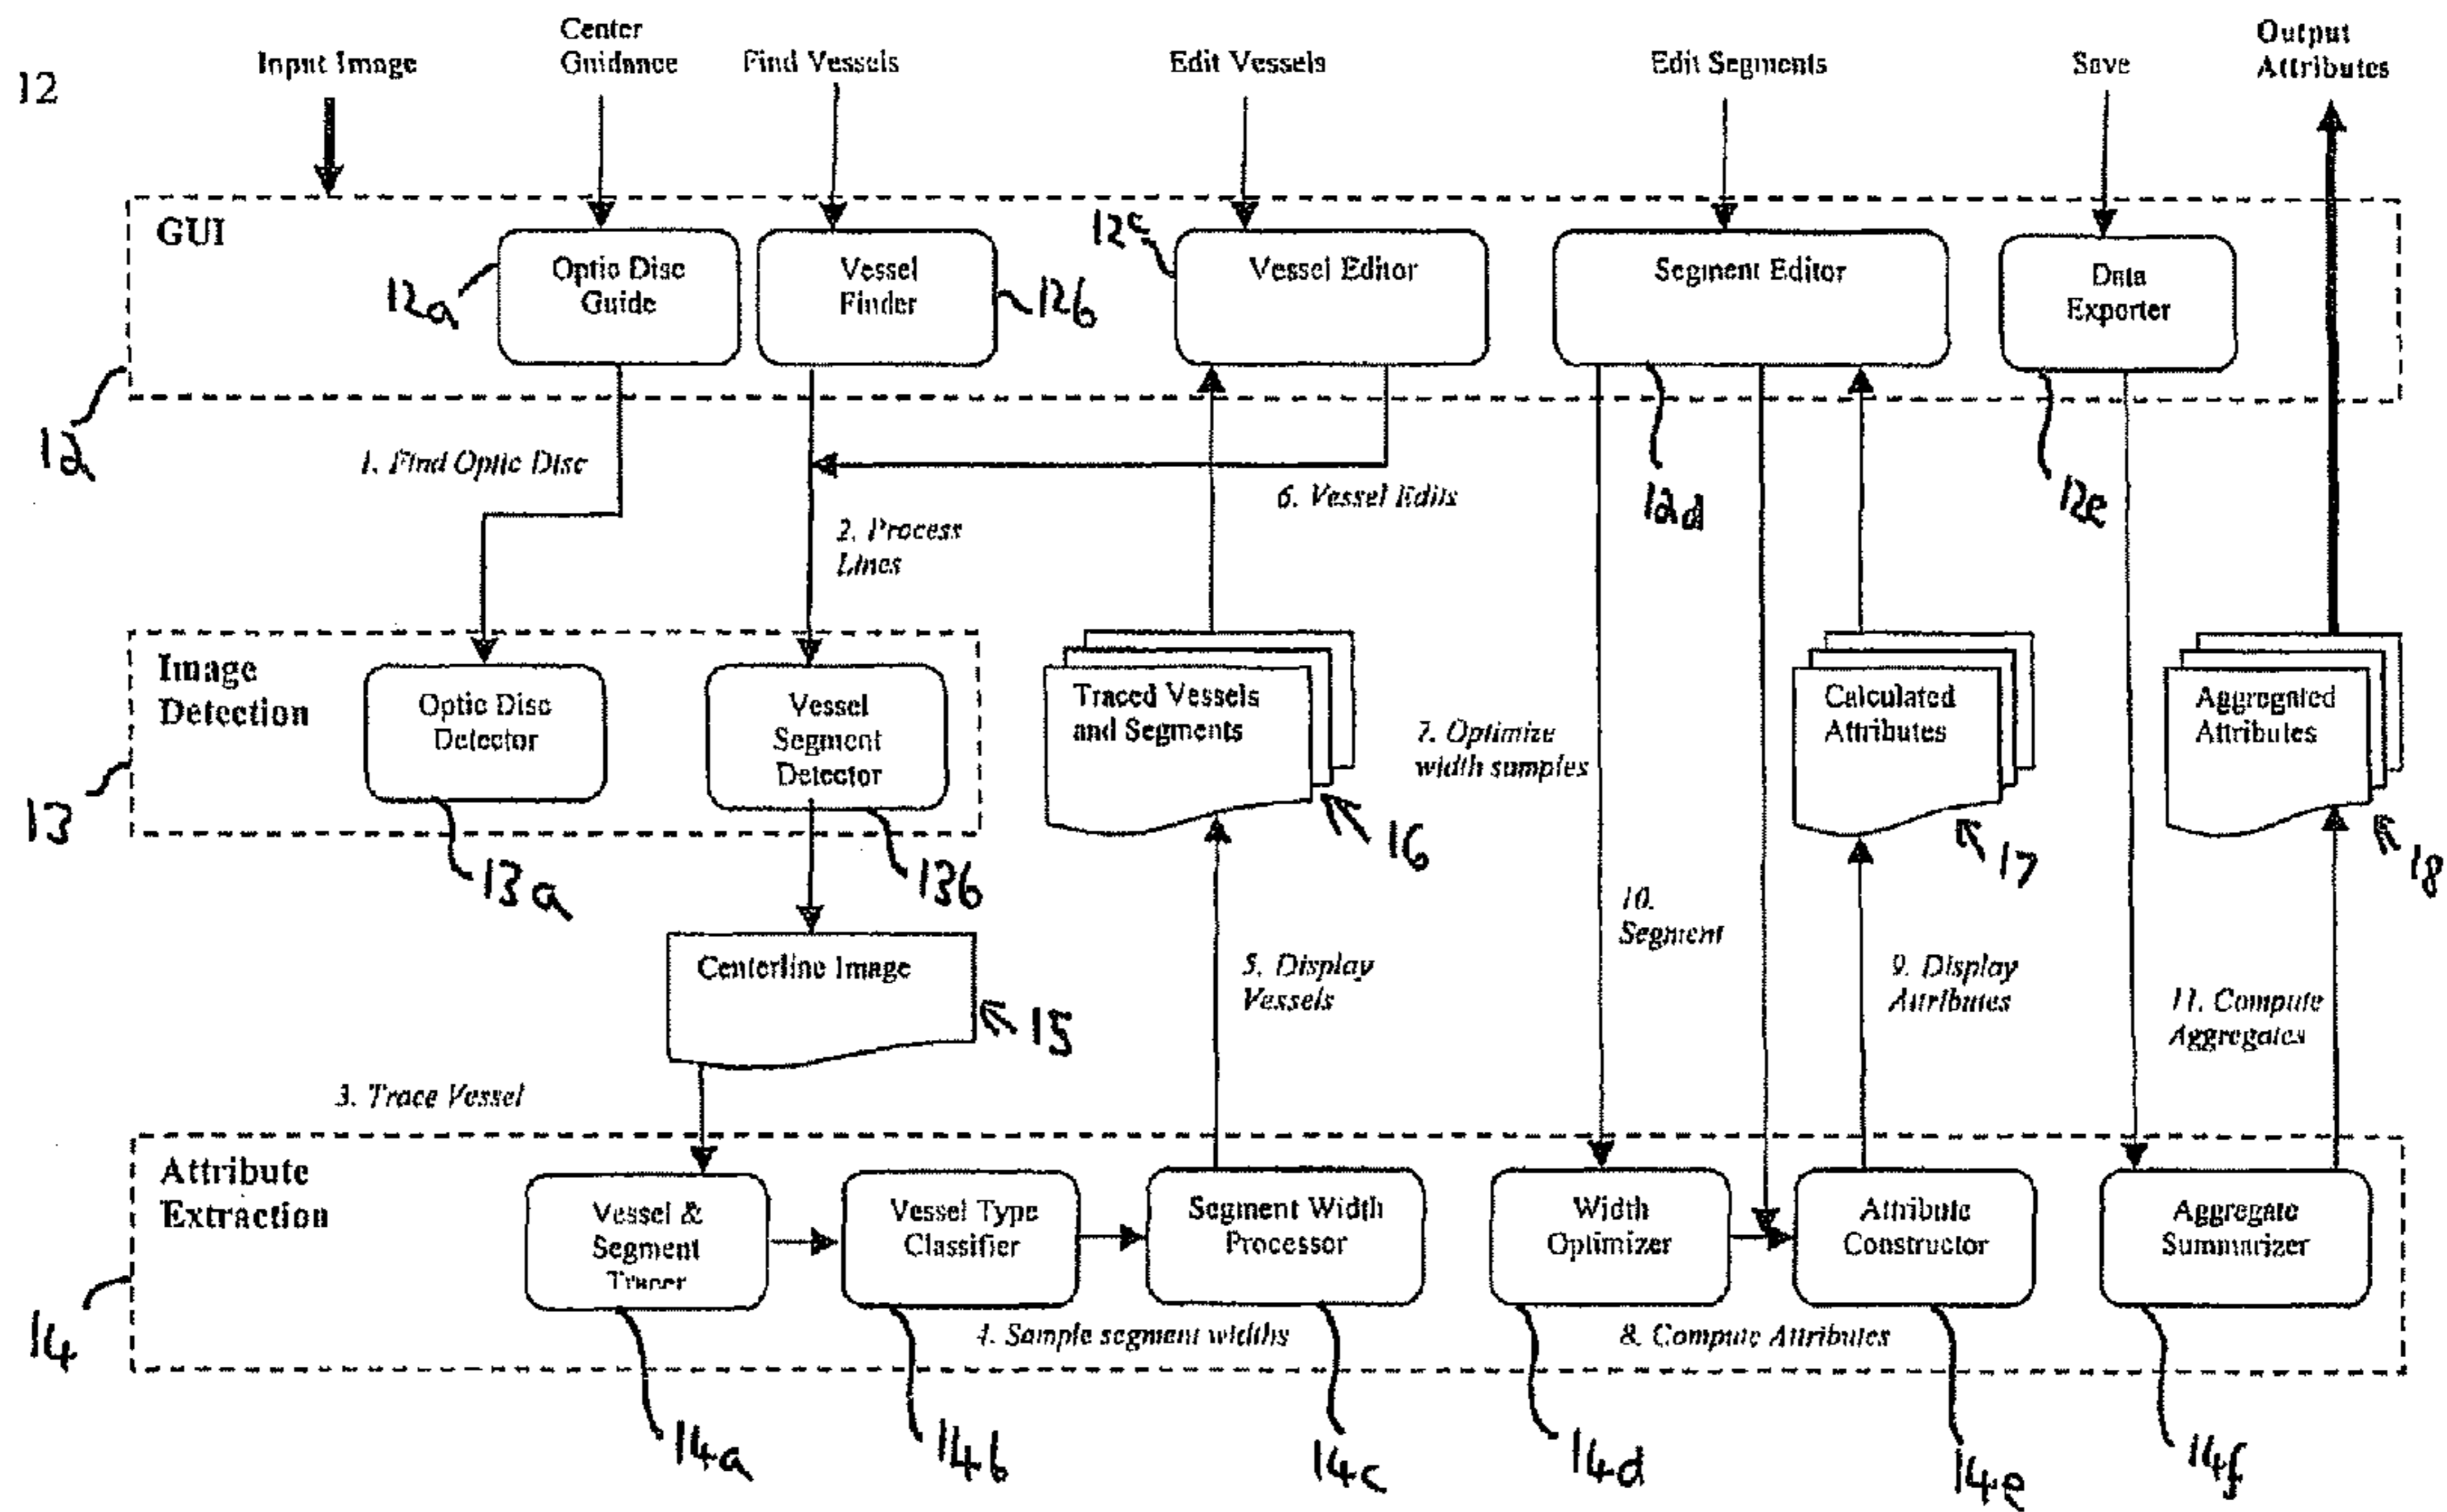 12
Input Image
Center
Guidance
Find Vessels
Edit Vessels
Edit Segments
Save
Output
Attributes
GUI
Optic Disc
Guide
12a
Vessel
Finder
12b
12c
Vessel Editor
Segment Editor
Data
Exporter
12
1. Find Optic Disc
2. Process
Lines
6. Vessel Edits
12d
12e
Image
Detection
Optic Disc
Detector
Vessel
Segment
Detector
Traced Vessels
and Segments
7. Optimize
width samples
Calculated
Attributes
Aggregated
Attributes
13
13a
13b
16
17
18
Centerline Image
15
5. Display
Vessels
10.
Segment
9. Display
Attributes
11. Compute
Aggregates
3. Trace Vessel
Attribute
Extraction
Vessel &
Segment
Tracer
Vessel Type
Classifier
Segment Width
Processor
Width
Optimizer
Attribute
Constructor
Aggregate
Summarizer
4. Sample segment widths
8. Compute Attributes
14
14a
14b
14c
14d
14e
14f